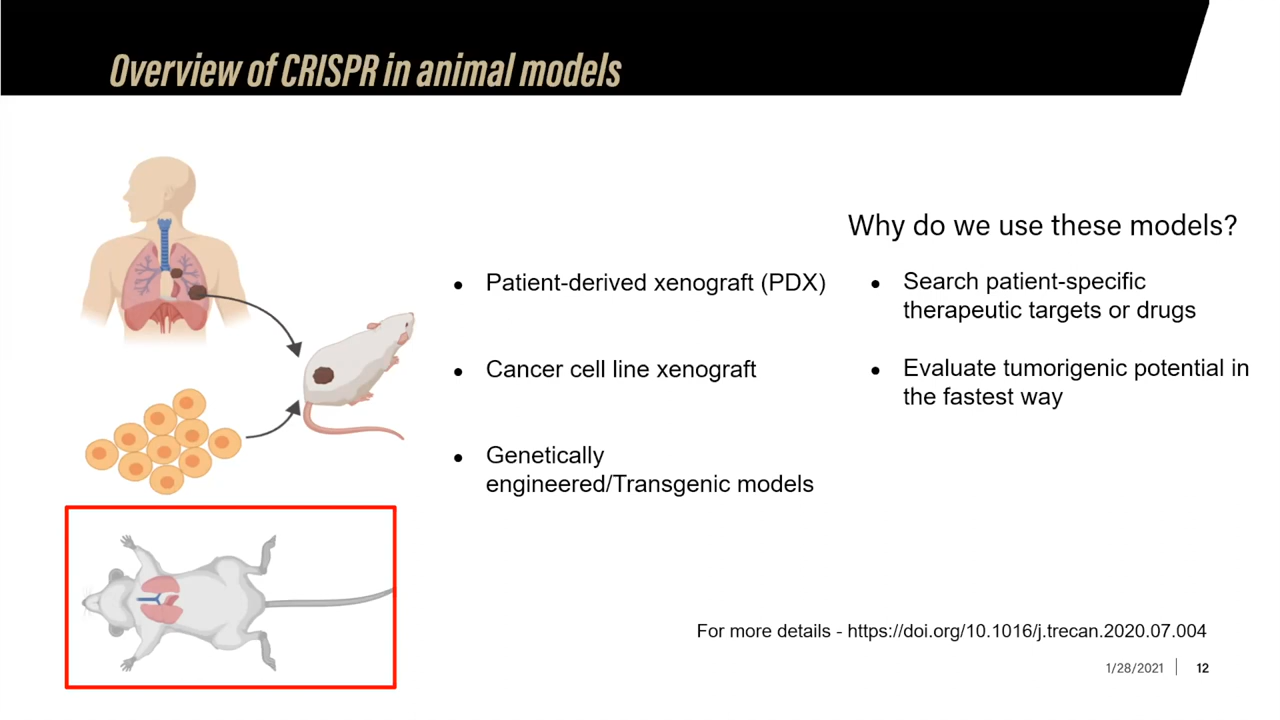 Overview of CRISPR in animal models
Patient-derived xenograft (PDX)
Cancer cell line xenograft
Genetically
engineered/Transgenic models
Why do we use these models?
Search patient-specific
therapeutic targets or drugs
Evaluate tumorigenic potential in
the fastest way
For more details - https://doi.org/10.1016/j.trecan.2020.07.004
1/28/2021 | 12